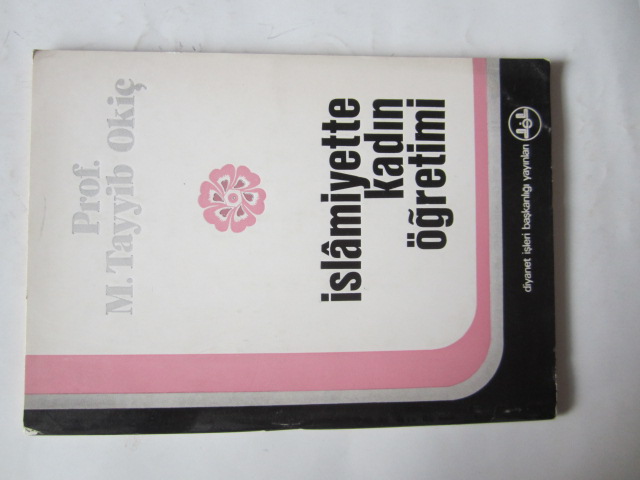 Prof.
M. Tayyib Okiç
islâmiyette
kadın
öğretimi
diyanet işleri başkanlığı yayınları